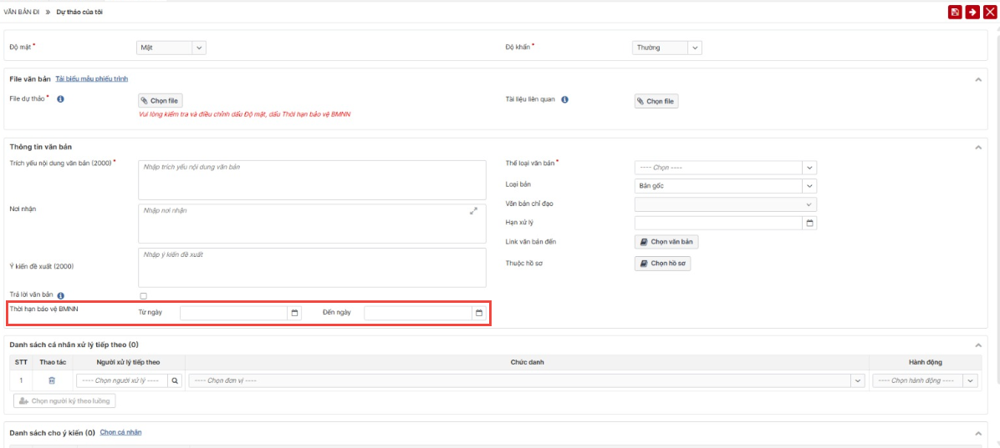 VĂN BẢN ĐI » Dự thảo của tôi
Độ mật * Mật Độ khẩn * Thường
File văn bản Tải biểu mẫu phiếu trình
File dự thảo * Chọn file Tài liệu liên quan Chọn file
Vui lòng kiểm tra và điều chỉnh dấu Độ mật, dấu Thời hạn bảo vệ BMNN
Thông tin văn bản
Trích yếu nội dung văn bản (2000) * Nhập trích yếu nội dung văn bản Thể loại văn bản * ---- Chọn ----
Loại bản Bản gốc
Văn bản chỉ đạo
Nơi nhận Nhập nơi nhận
Hạn xử lý
Link văn bản đến Chọn văn bản
Ý kiến đề xuất (2000) Nhập ý kiến đề xuất
Thuộc hồ sơ Chọn hồ sơ
Trả lời văn bản
Thời hạn bảo vệ BMNN Từ ngày Đến ngày
Danh sách cá nhân xử lý tiếp theo (0)
STT Thao tác Người xử lý tiếp theo Chức danh Hành động
1 ---- Chọn người xử lý ---- ---- Chọn đơn vị ---- ---- Chọn hành động ----
Chọn người ký theo luồng
Danh sách cho ý kiến (0) Chọn cá nhân